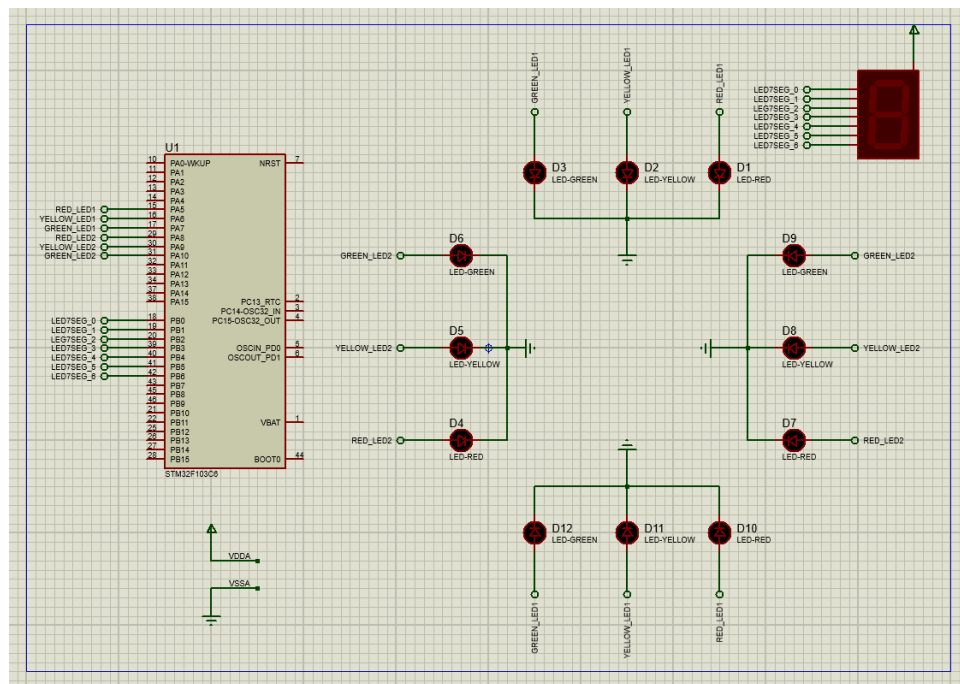 GREEN_LED1
YELLOW_LED1
RED_LED1
LED7SEG_0
LED7SEG_1
LEG7SEG_2
LED7SEG_3
LED7SEG_4
LED7SEG_5
LED7SEG_6
D3
LED-GREEN
D2
LED-YELLOW
D1
LED-RED
U1
10 PA0-WKUP NRST 7
11 PA1
12 PA2
13 PA3
14 PA4
RED_LED1 15 PA5
YELLOW_LED1 16 PA6
GREEN_LED1 17 PA7
RED_LED2 29 PA8
YELLOW_LED2 30 PA9
GREEN_LED2 31 PA10
32 PA11
33 PA12
34 PA13
37 PA14
38 PA15
PC13_RTC 2
PC14-OSC32_IN 3
PC15-OSC32_OUT 4
LED7SEG_0 18 PB0
LED7SEG_1 19 PB1
LEG7SEG_2 20 PB2
LED7SEG_3 39 PB3
LED7SEG_4 40 PB4
LED7SEG_5 41 PB5
LED7SEG_6 42 PB6
OSCIN_PD0 5
OSCOUT_PD1 6
43 PB7
45 PB8
46 PB9
21 PB10
22 PB11
25 PB12
26 PB13
27 PB14
28 PB15
VBAT 1
BOOT0 44
STM32F103C6
VDDA
VSSA
D6
GREEN_LED2
LED-GREEN
D5
YELLOW_LED2
LED-YELLOW
D4
RED_LED2
LED-RED
D9
GREEN_LED2
LED-GREEN
D8
YELLOW_LED2
LED-YELLOW
D7
RED_LED2
LED-RED
D12
LED-GREEN
D11
LED-YELLOW
D10
LED-RED
GREEN_LED1
YELLOW_LED1
RED_LED1